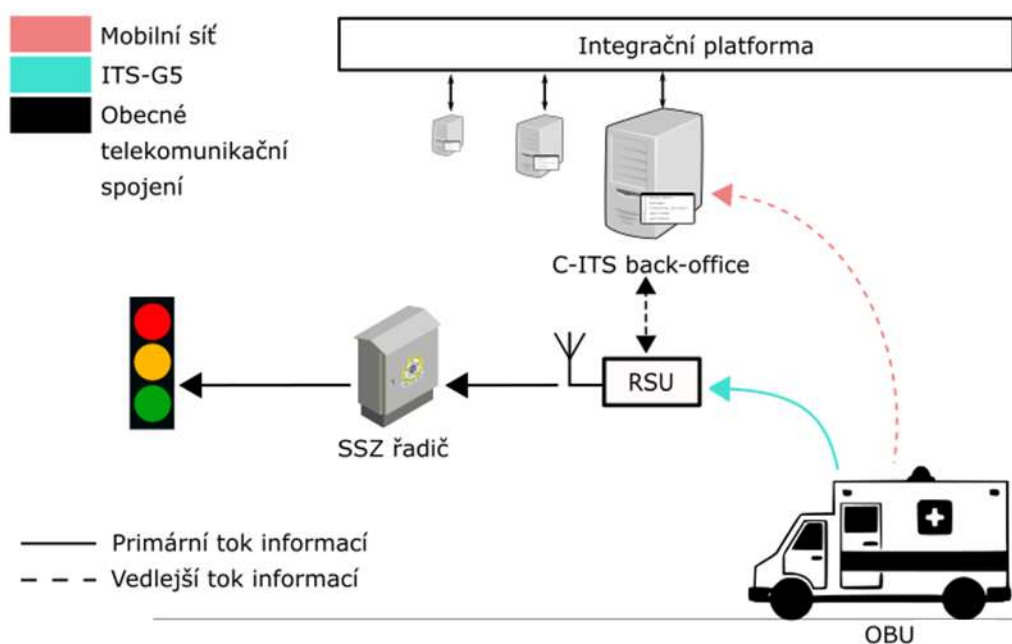 Mobilní síť
ITS-G5
Obecné
telekomunikační
spojení
Integrační platforma
C-ITS back-office
RSU
SSZ řadič
Primární tok informací
Vedlejší tok informací
OBU